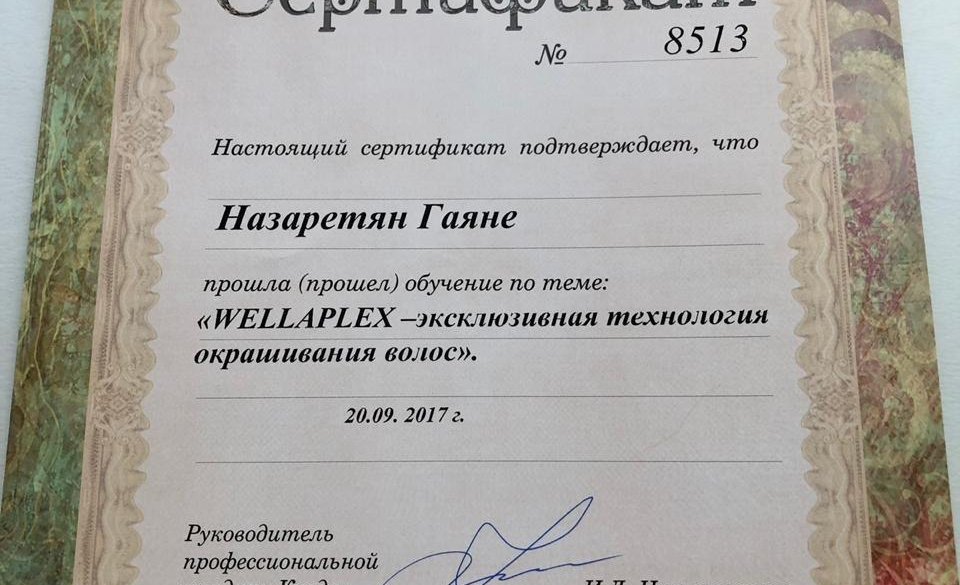 Сертификат
№ 8513
Настоящий сертификат подтверждает, что
Назаретян Гаяне
прошла (прошел) обучение по теме:
«WELLAPLEX –эксклюзивная технология
окрашивания волос».
20.09. 2017 г.
Руководитель
профессиональной